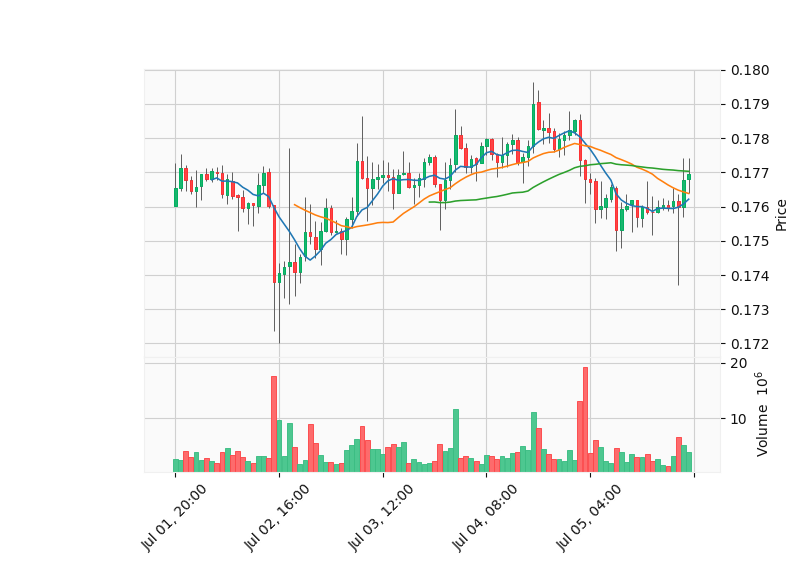 0.180
0.179
0.178
0.177
0.176
0.175
0.174
0.173
0.172
Price
20
10
Volume 10^6
Jul 01, 20:00
Jul 02, 16:00
Jul 03, 12:00
Jul 04, 08:00
Jul 05, 04:00